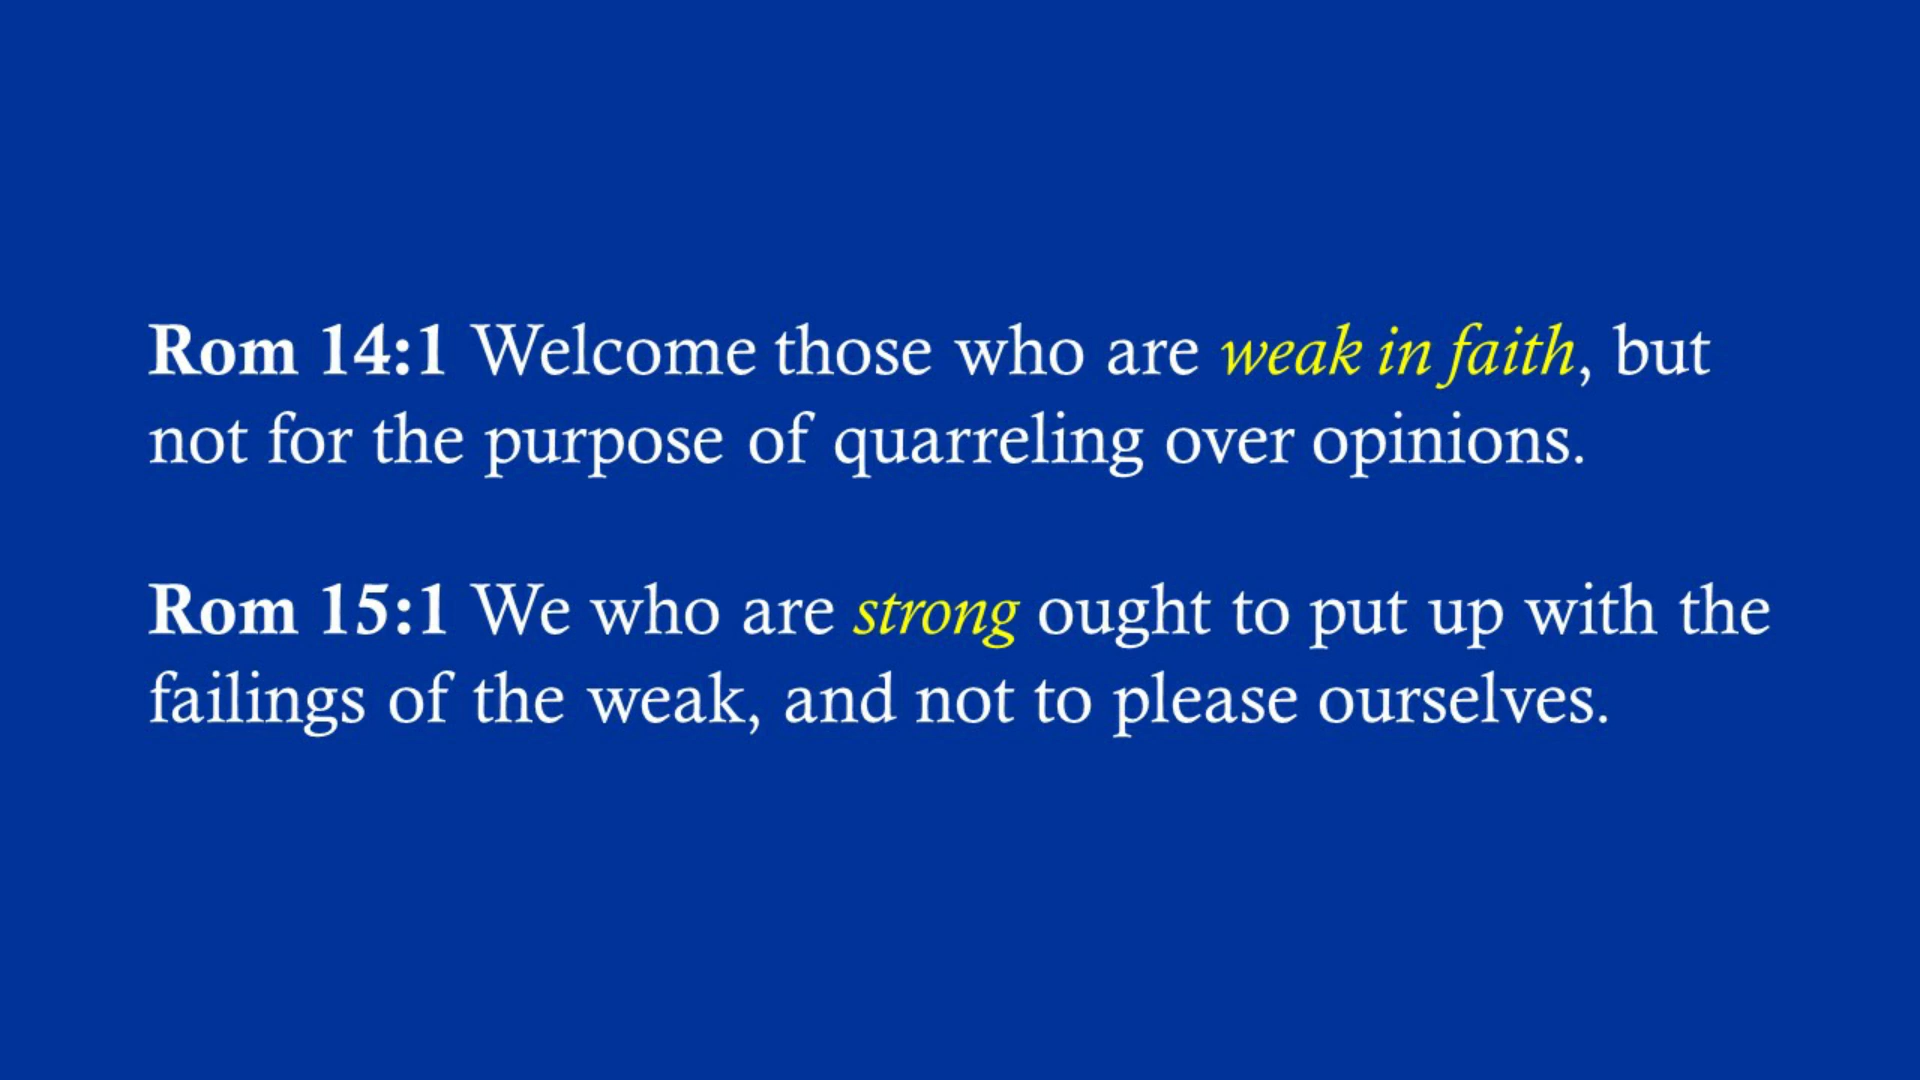 Rom 14:1 Welcome those who are weak in faith, but
not for the purpose of quarreling over opinions.
Rom 15:1 We who are strong ought to put up with the
failings of the weak, and not to please ourselves.